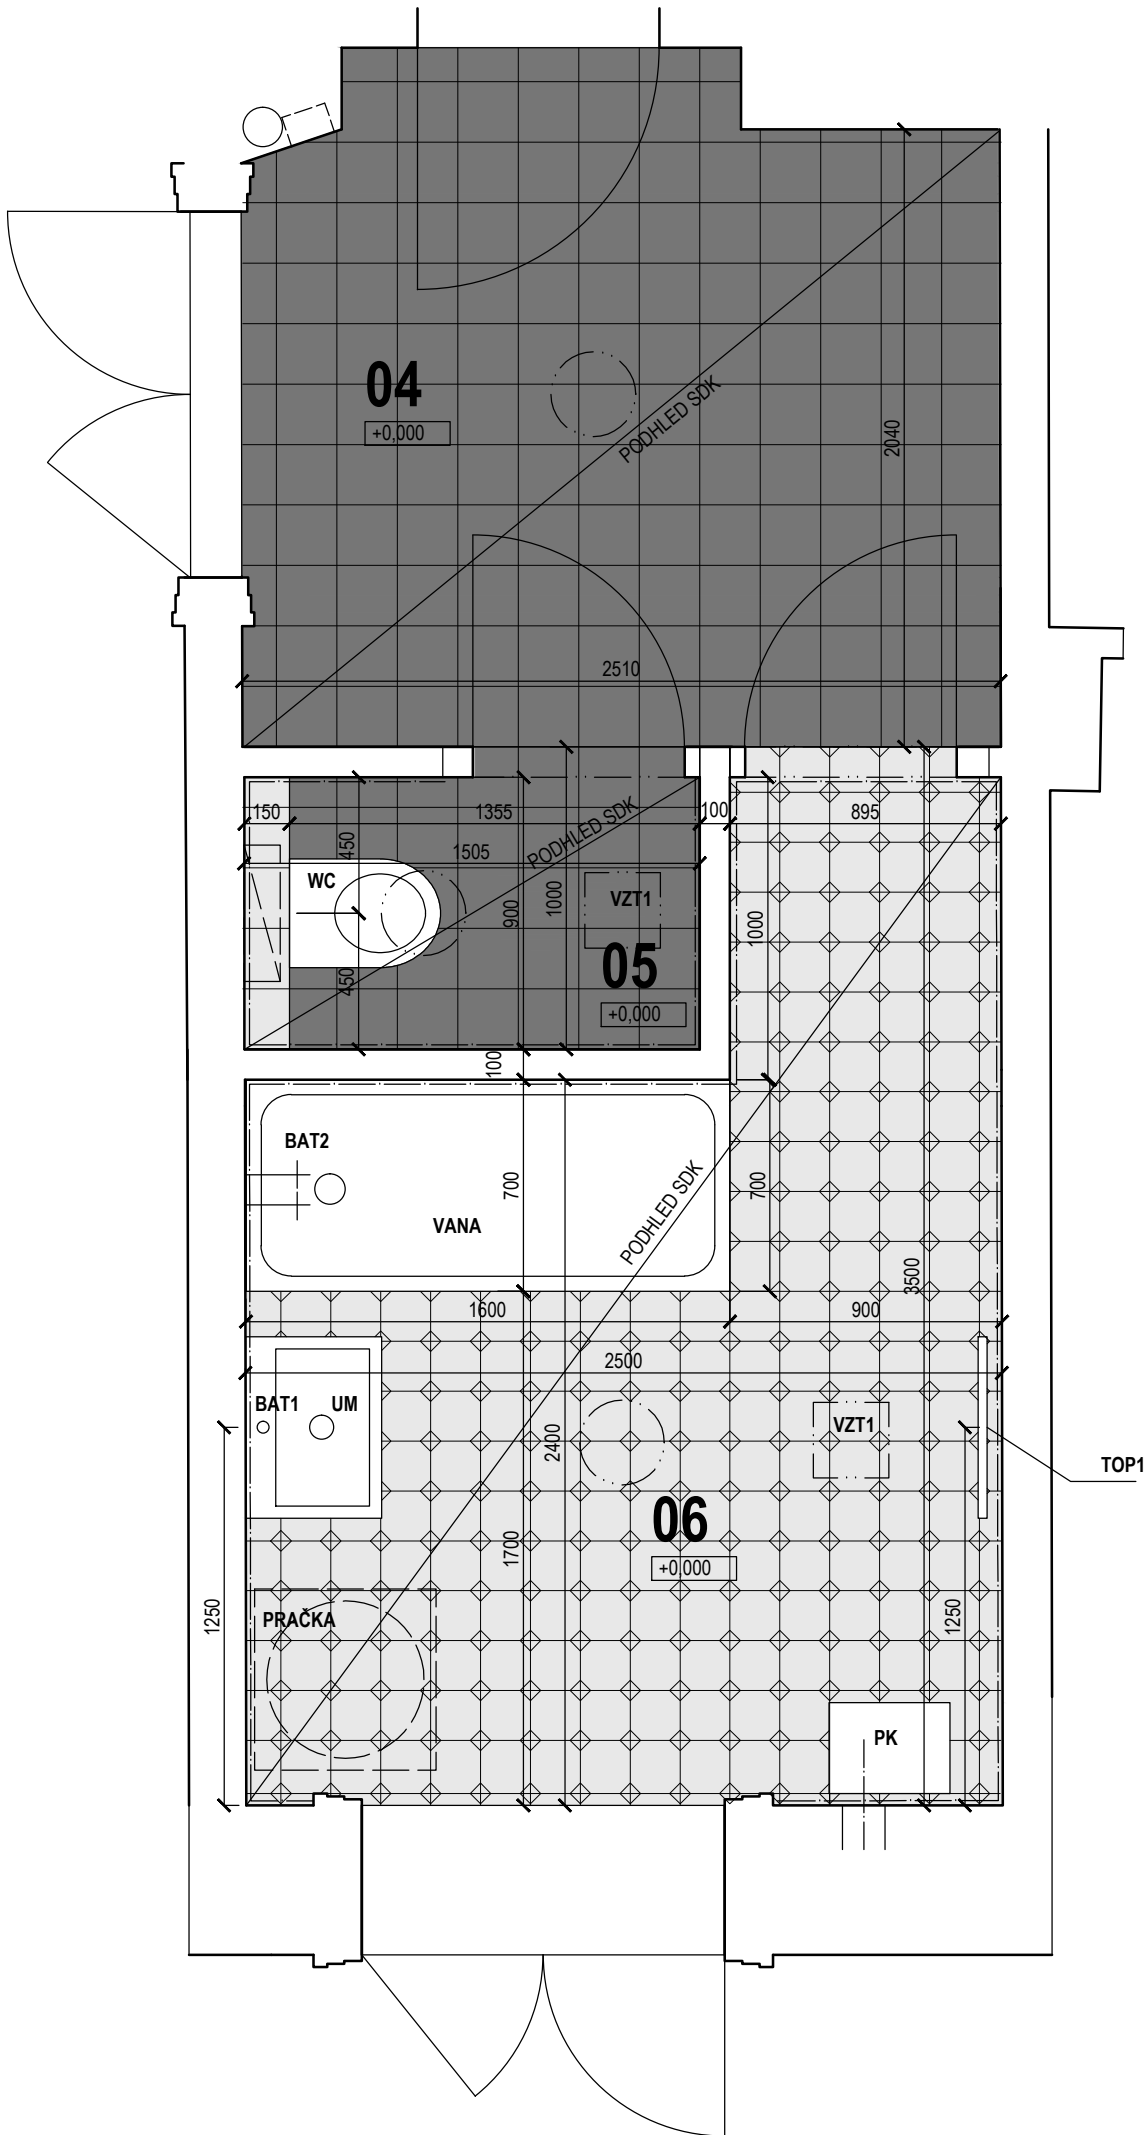 04
+0,000
PODHLED SDK
2040
2510
150
1355
100
895
450
1505
PODHLED SDK
WC
900
1000
VZT1
1000
05
450
+0,000
100
BAT2
700
VANA
PODHLED SDK
700
3500
1600
900
2500
BAT1
UM
2400
VZT1
TOP1
06
1700
+0,000
1250
PRAČKA
1250
PK